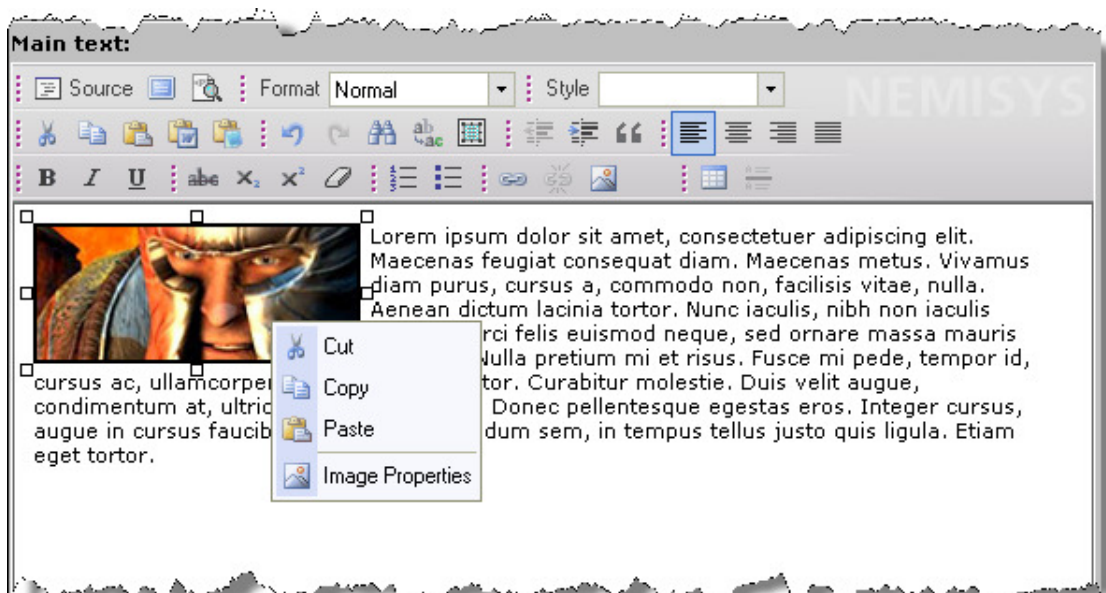 Main text:
Source Format Normal Style
NEMISYS
B I U abc x₂ x²
Lorem ipsum dolor sit amet, consectetuer adipiscing elit.
Maecenas feugiat consequat diam. Maecenas metus. Vivamus
diam purus, cursus a, commodo non, facilisis vitae, nulla.
Aenean dictum lacinia tortor. Nunc iaculis, nibh non iaculis
rci felis euismod neque, sed ornare massa mauris
Nulla pretium mi et risus. Fusce mi pede, tempor id,
cursus ac, ullamcorper tor. Curabitur molestie. Duis velit augue,
condimentum at, ultric Donec pellentesque egestas eros. Integer cursus,
augue in cursus faucib dum sem, in tempus tellus justo quis ligula. Etiam
eget tortor.
Cut
Copy
Paste
Image Properties